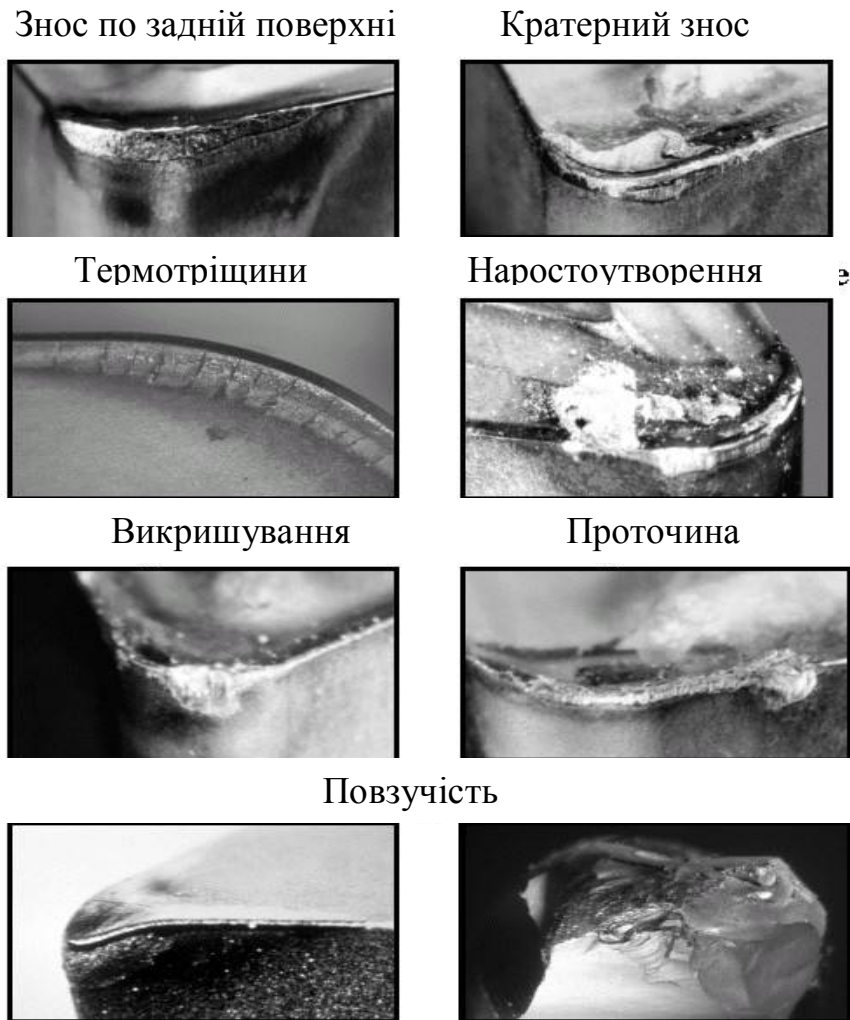 Знос по задній поверхні
Кратерний знос
Термотріщини
Наростоутворення
е
Викришування
Проточина
Повзучість